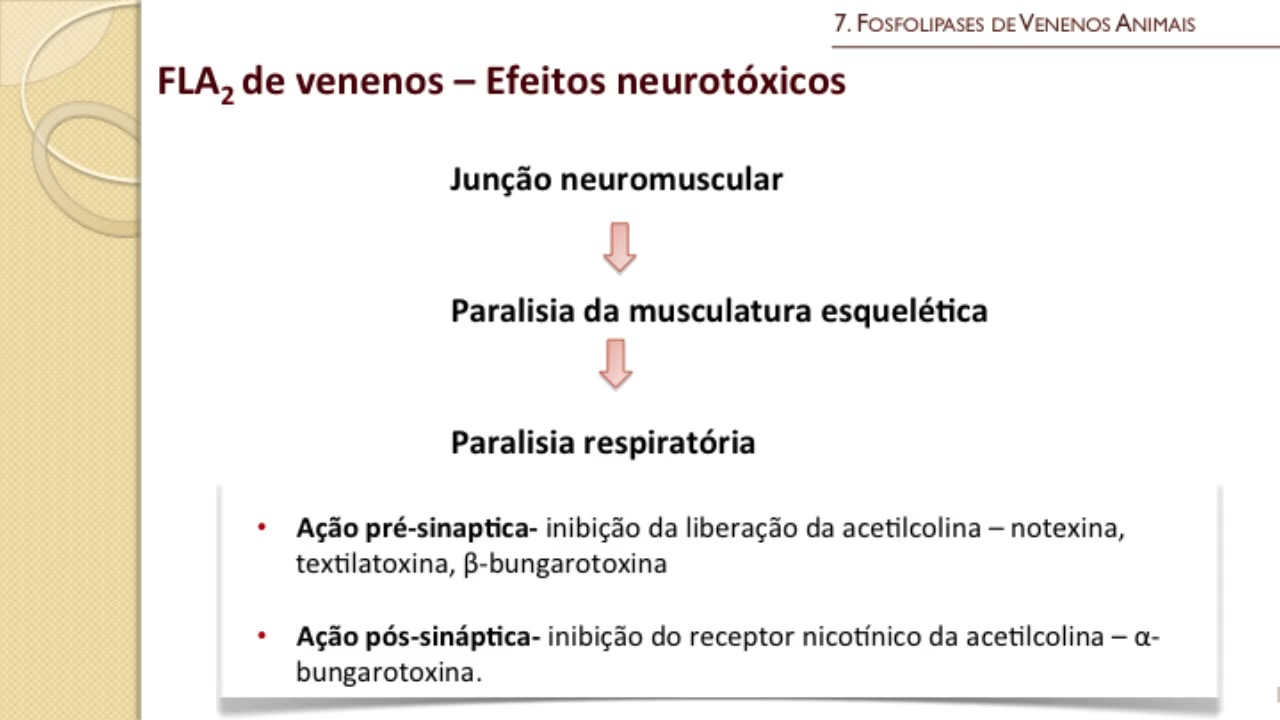 7. Fosfolipases de Venenos Animais
FLA2 de venenos – Efeitos neurotóxicos
Junção neuromuscular
Paralisia da musculatura esquelética
Paralisia respiratória
• Ação pré-sinaptica- inibição da liberação da acetilcolina – notexina,
textilatoxina, β-bungarotoxina
• Ação pós-sináptica- inibição do receptor nicotínico da acetilcolina – α-
bungarotoxina.